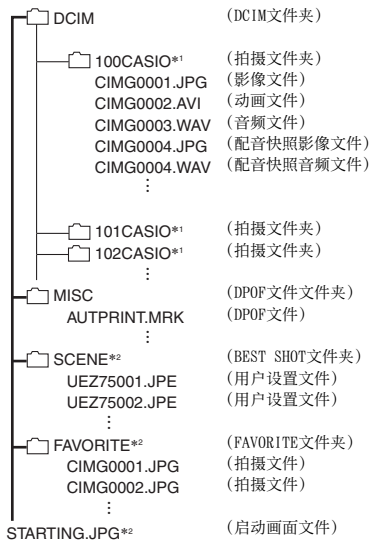 DCIM (DCIM文件夹)
100CASIO*1 (拍摄文件夹)
CIMG0001.JPG (影像文件)
CIMG0002.AVI (动画文件)
CIMG0003.WAV (音频文件)
CIMG0004.JPG (配音快照影像文件)
CIMG0004.WAV (配音快照音频文件)
⋮
101CASIO*1 (拍摄文件夹)
102CASIO*1 (拍摄文件夹)
⋮
MISC (DPOF文件文件夹)
AUTPRINT.MRK (DPOF文件)
⋮
SCENE*2 (BEST SHOT文件夹)
UEZ75001.JPE (用户设置文件)
UEZ75002.JPE (用户设置文件)
⋮
FAVORITE*2 (FAVORITE文件夹)
CIMG0001.JPG (拍摄文件)
CIMG0002.JPG (拍摄文件)
⋮
STARTING.JPG*2 (启动画面文件)